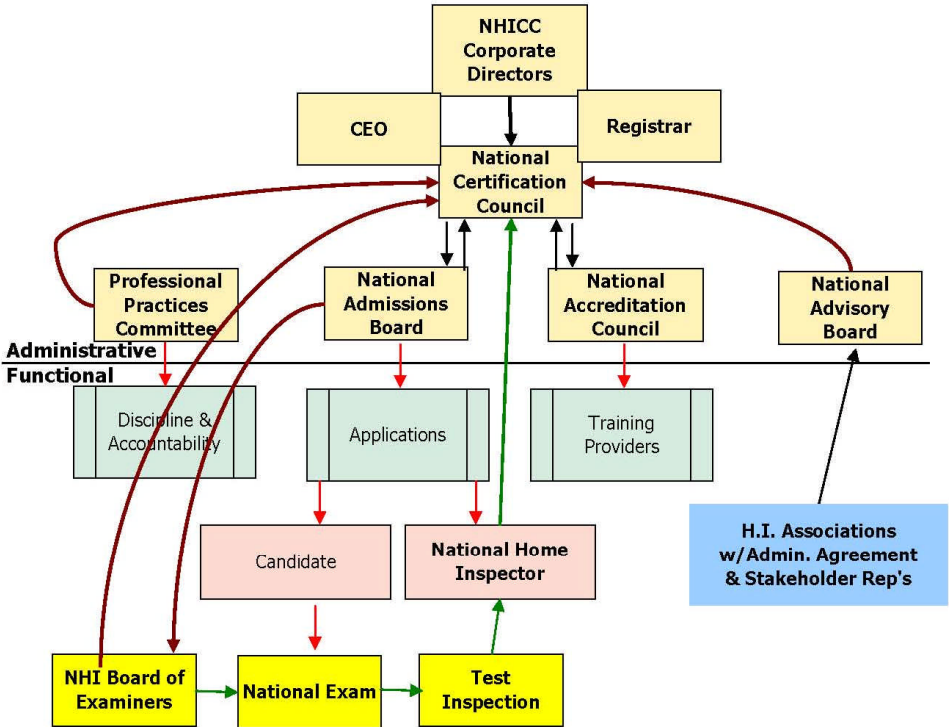 NHICC
Corporate
Directors
CEO
Registrar
National
Certification
Council
Professional
Practices
Committee
National
Admissions
Board
National
Accreditation
Council
National
Advisory
Board
Administrative
Functional
Discipline &
Accountability
Applications
Training
Providers
H.I. Associations
w/Admin. Agreement
& Stakeholder Rep's
Candidate
National Home
Inspector
NHI Board of
Examiners
National Exam
Test
Inspection